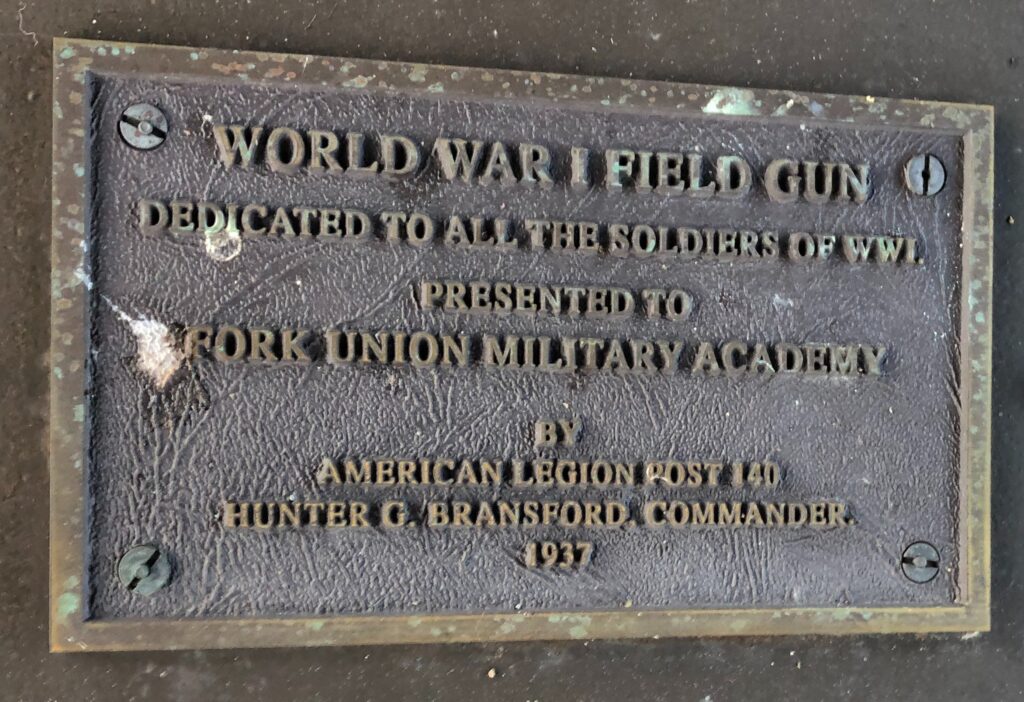 WORLD WAR I FIELD GUN
DEDICATED TO ALL THE SOLDIERS OF WWI.
PRESENTED TO
FORK UNION MILITARY ACADEMY
BY
AMERICAN LEGION POST 140
HUNTER G. BRANSFORD, COMMANDER.
1937